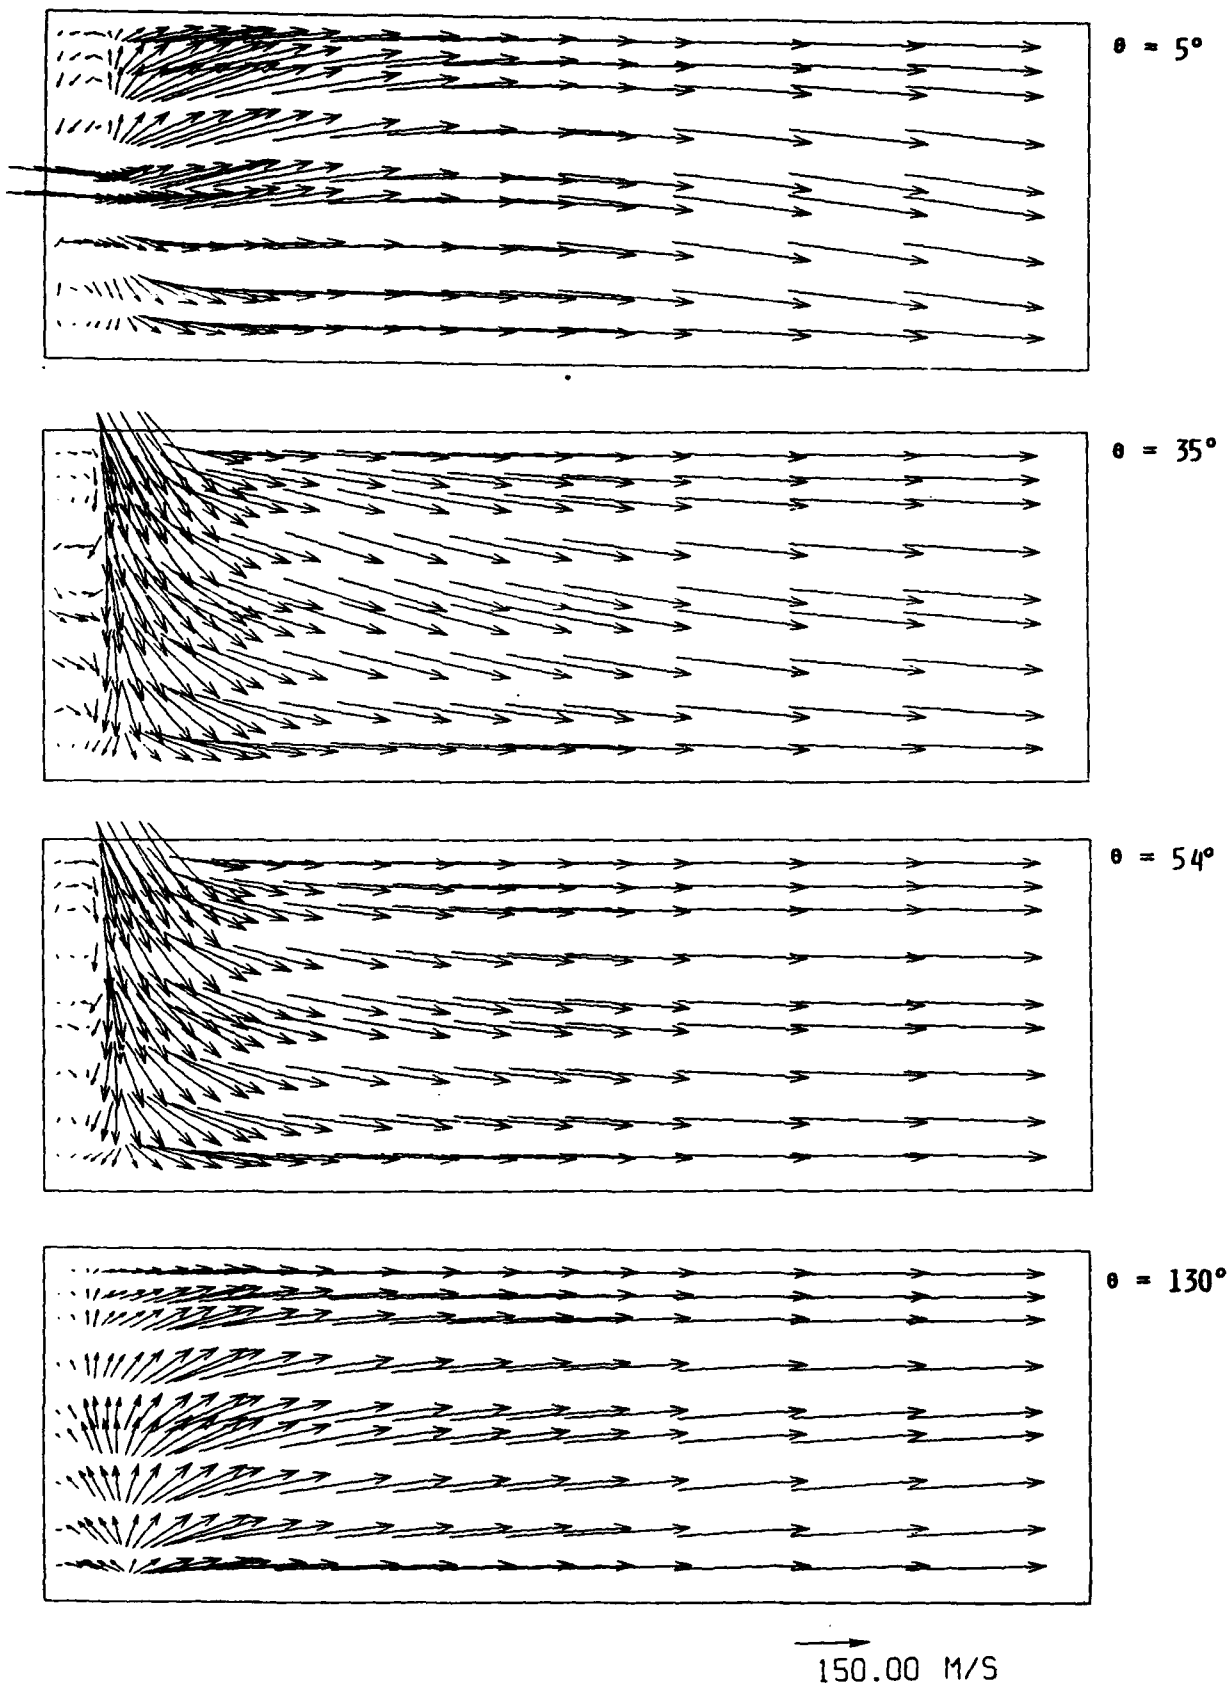 θ = 5°
θ = 35°
θ = 54°
θ = 130°
150.00 M/S